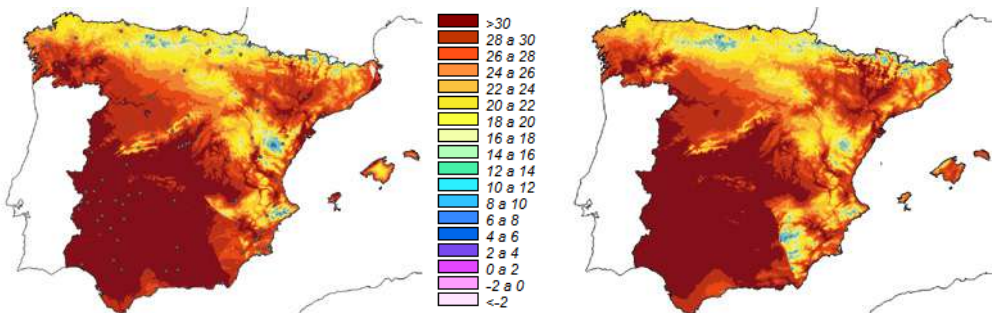 >30
28 a 30
26 a 28
24 a 26
22 a 24
20 a 22
18 a 20
16 a 18
14 a 16
12 a 14
10 a 12
8 a 10
6 a 8
4 a 6
2 a 4
0 a 2
-2 a 0
<-2